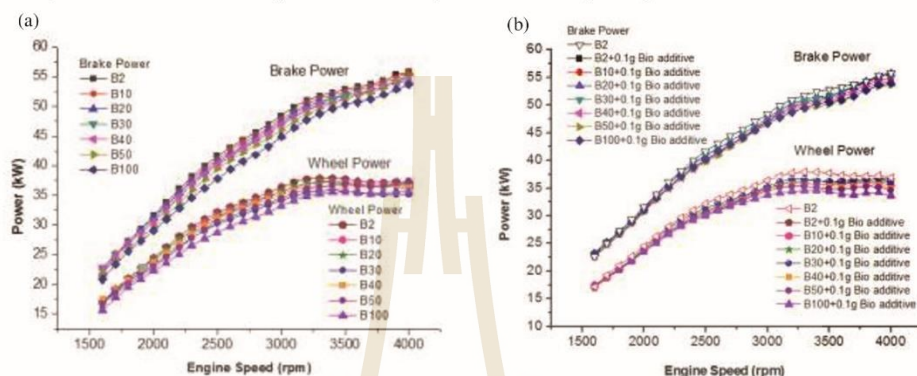 (a)
60
55
50
45
40
35
30
25
20
15
Power (kW)
Brake Power
B2
B10
B20
B30
B40
B50
B100
Brake Power
Wheel Power
Wheel Power
B2
B10
B20
B30
B40
B50
B100
1500 2000 2500 3000 3500 4000
Engine Speed (rpm)
(b)
60
55
50
45
40
35
30
25
20
15
10
Power (kW)
Brake Power
B2
B2+0.1g Bio additive
B10+0.1g Bio additive
B20+0.1g Bio additive
B30+0.1g Bio additive
B40+0.1g Bio additive
B50+0.1g Bio additive
B100+0.1g Bio additive
Brake Power
Wheel Power
Wheel Power
B2
B2+0.1g Bio additive
B10+0.1g Bio additive
B20+0.1g Bio additive
B30+0.1g Bio additive
B40+0.1g Bio additive
B50+0.1g Bio additive
B100+0.1g Bio additive
1500 2000 2500 3000 3500 4000
Engine Speed (rpm)